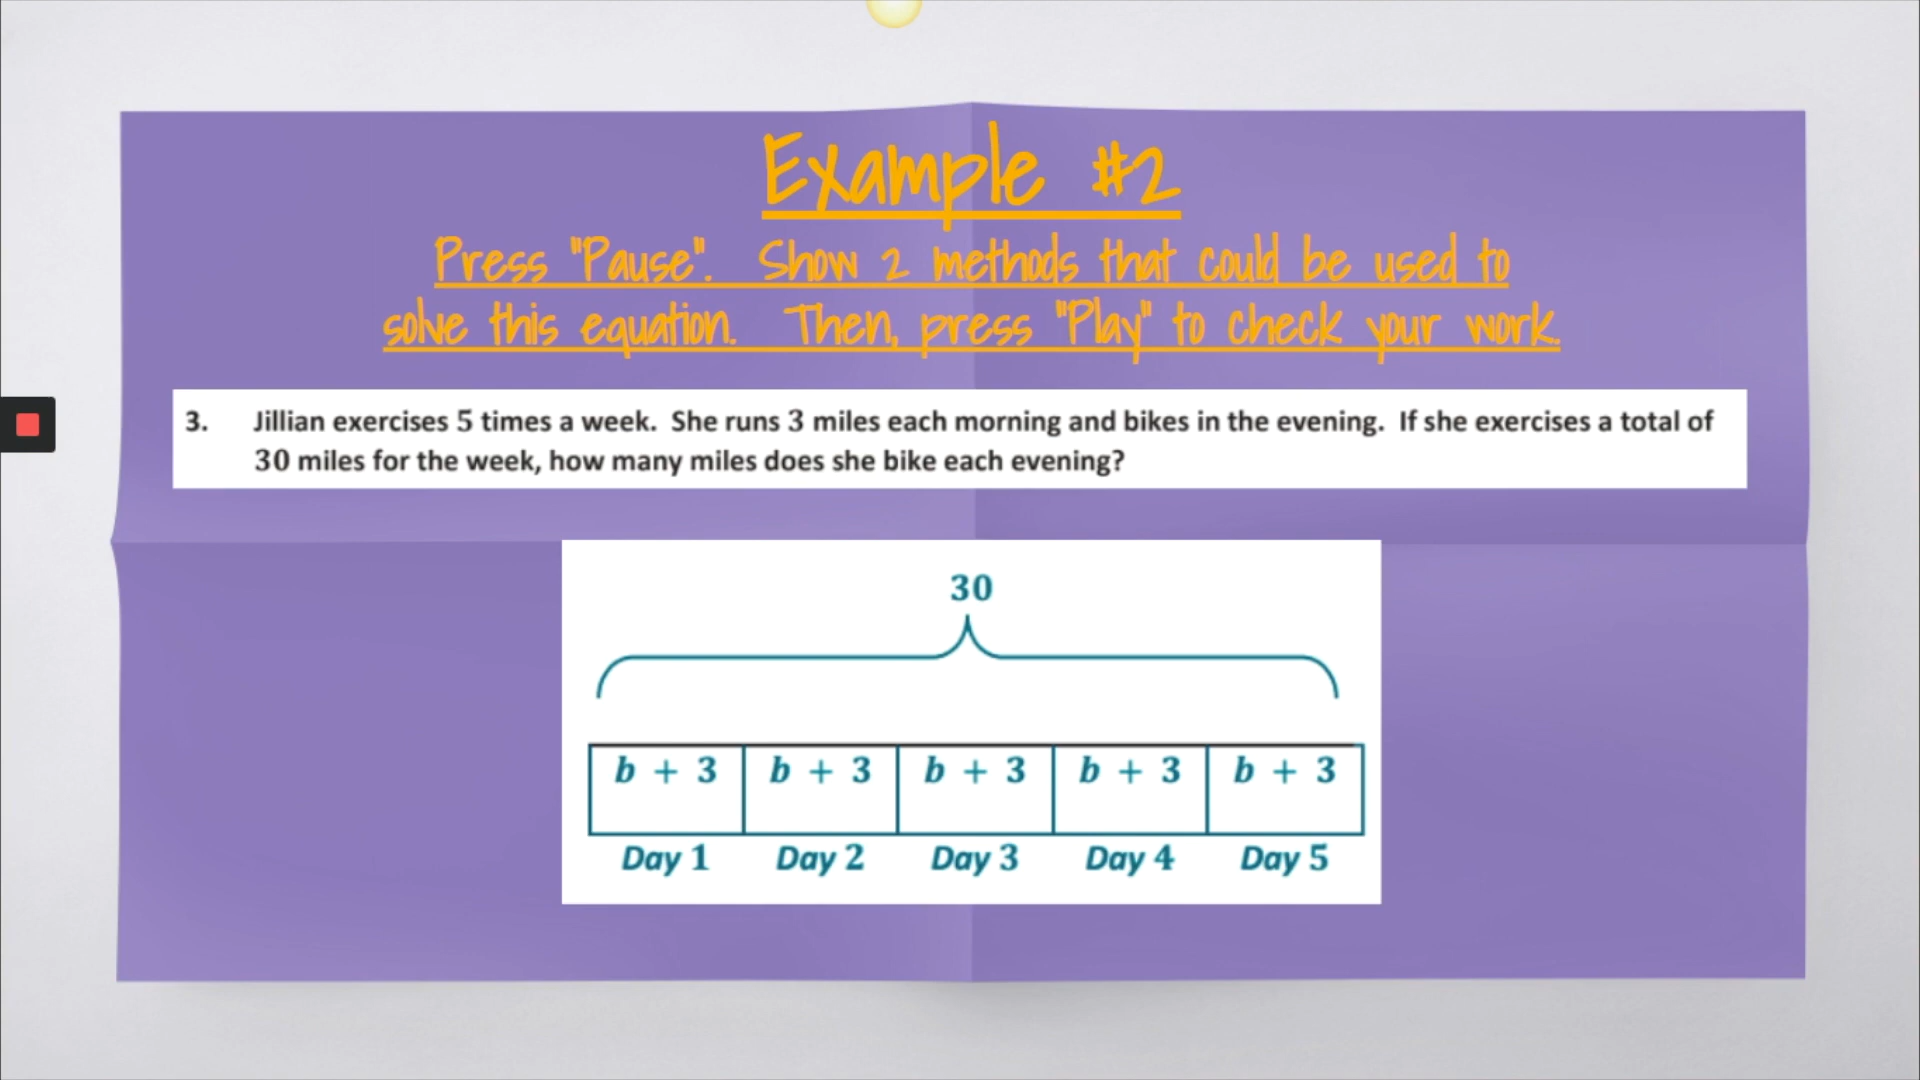 Example #2
Press "Pause". Show 2 methods that could be used to
solve this equation. Then, press "Play" to check your work.
3. Jillian exercises 5 times a week. She runs 3 miles each morning and bikes in the evening. If she exercises a total of
30 miles for the week, how many miles does she bike each evening?
30
b + 3 b + 3 b + 3 b + 3 b + 3
Day 1 Day 2 Day 3 Day 4 Day 5